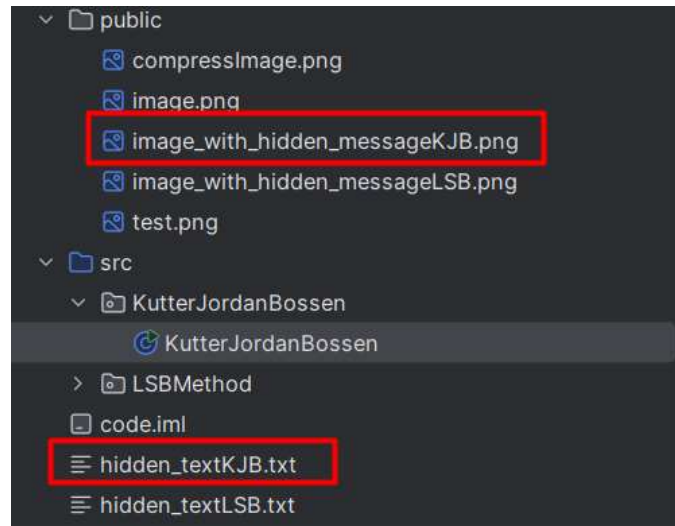 public
compressImage.png
image.png
image_with_hidden_messageKJB.png
image_with_hidden_messageLSB.png
test.png
src
KutterJordanBossen
KutterJordanBossen
LSBMethod
code.iml
hidden_textKJB.txt
hidden_textLSB.txt